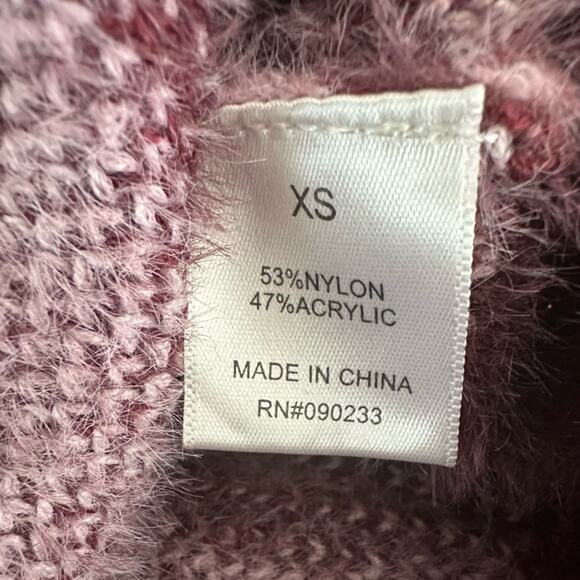 XS
53%NYLON
47%ACRYLIC
MADE IN CHINA
RN#090233